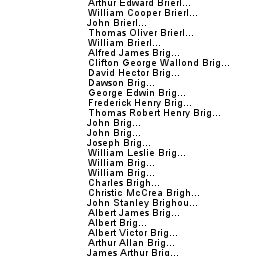 Arthur Edward Brierl...
William Cooper Brierl...
John Brierl...
Thomas Oliver Brierl...
William Brierl...
Alfred James Brig...
Clifton George Wallond Brig...
David Hector Brig...
Dawson Brig...
George Edwin Brig...
Frederick Henry Brig...
Thomas Robert Henry Brig...
John Brig...
John Brig...
Joseph Brig...
William Leslie Brig...
William Brig...
William Brig...
Charles Brigh...
Christic McCrea Brigh...
John Stanley Brighou...
Albert James Brig...
Albert Brig...
Albert Victor Brig...
Arthur Allan Brig...
James Arthur Brig...